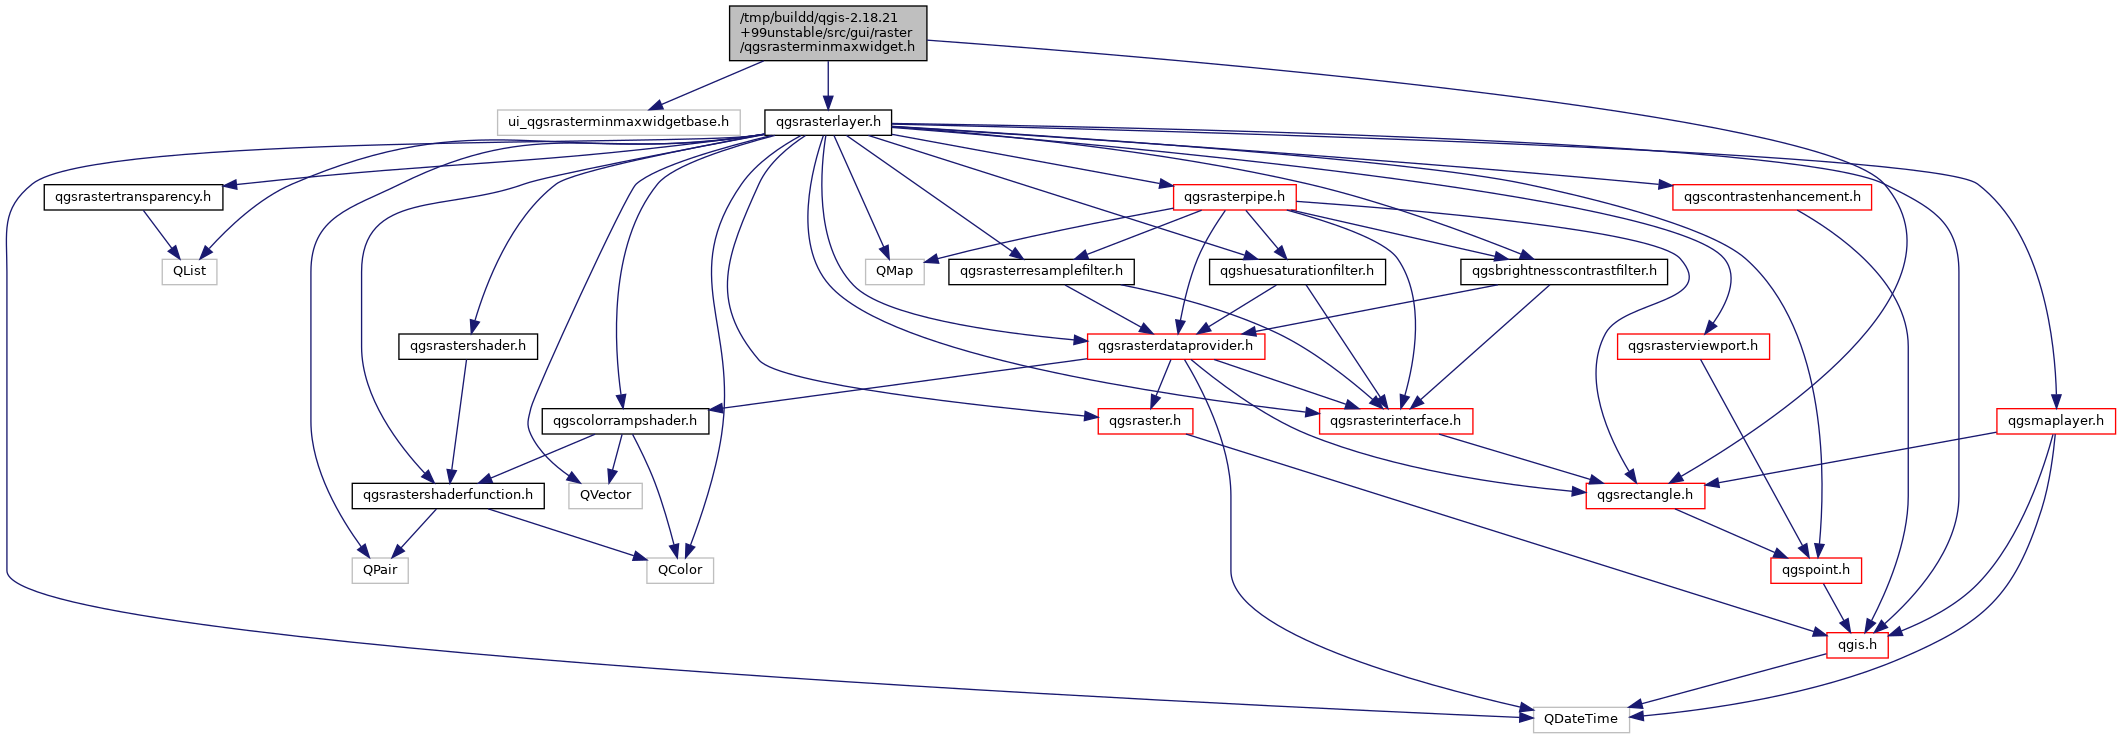 /tmp/buildd/qgis-2.18.21
+99unstable/src/gui/raster
/qgsrasterminmaxwidget.h
ui_qgsrasterminmaxwidgetbase.h
qgsrasterlayer.h
qgsrastertransparency.h
qgsrasterpipe.h
qgscontrastenhancement.h
QList
QMap
qgsrasterresamplefilter.h
qgshuesaturationfilter.h
qgsbrightnesscontrastfilter.h
qgsrastershader.h
qgsrasterdataprovider.h
qgsrasterviewport.h
qgscolorrampshader.h
qgsraster.h
qgsrasterinterface.h
qgsmaplayer.h
qgsrastershaderfunction.h
QVector
qgsrectangle.h
QPair
QColor
qgspoint.h
qgis.h
QDateTime